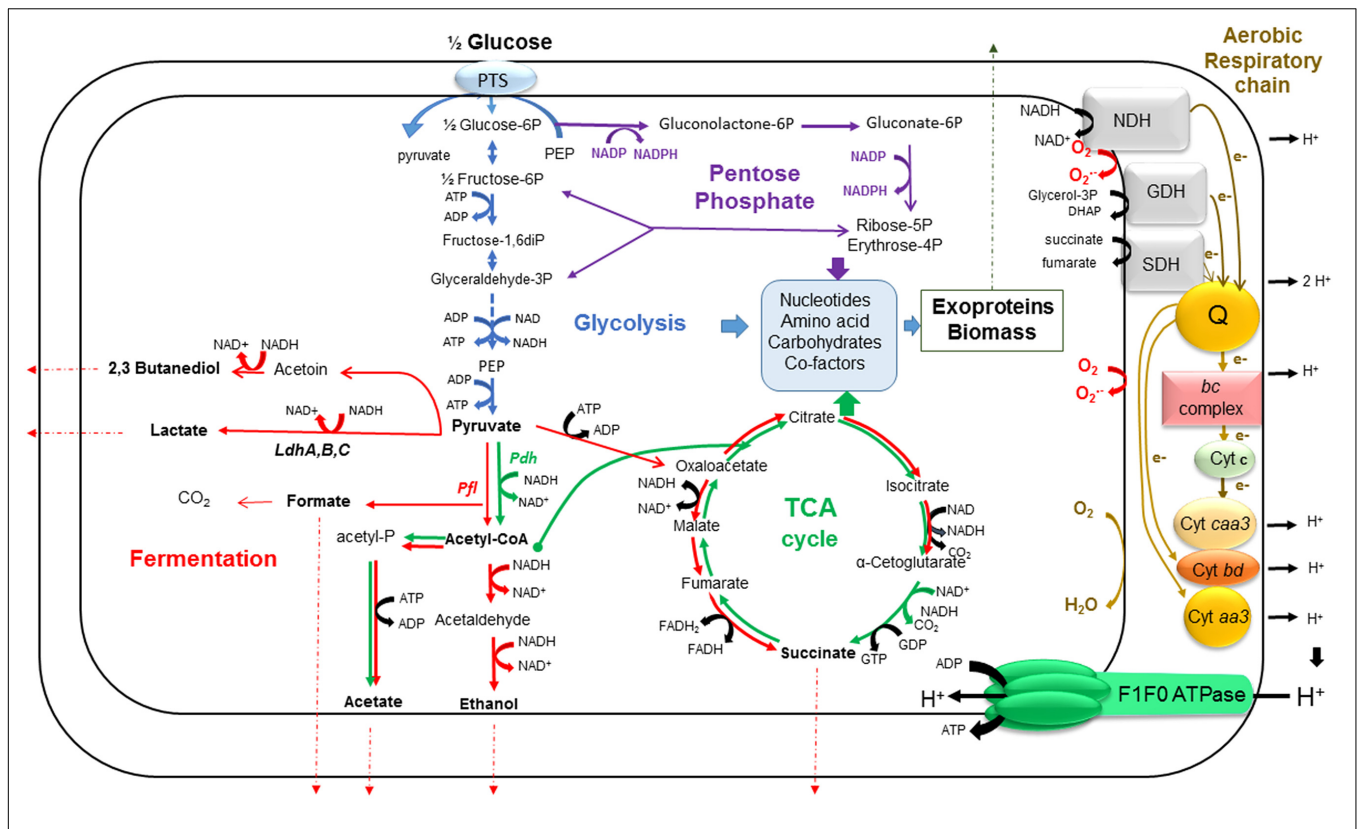 ½ Glucose
PTS
½ Glucose-6P
pyruvate
PEP
Gluconolactone-6P
Gluconate-6P
NADP NADPH
NADP
NADPH
Pentose
Phosphate
½ Fructose-6P
ATP
ADP
Fructose-1,6diP
Glyceraldehyde-3P
Ribose-5P
Erythrose-4P
ADP
ATP
NAD
NADH
Glycolysis
Nucleotides
Amino acid
Carbohydrates
Co-factors
Exoproteins
Biomass
PEP
ADP
ATP
Pyruvate
NAD+ NADH
2,3 Butanediol
Acetoin
NAD+ NADH
Lactate
LdhA,B,C
ATP
ADP
Pdh
NADH
NAD+
Pfl
CO2
Formate
Fermentation
acetyl-P
Acetyl-CoA
NADH
NAD+
Acetaldehyde
ATP
ADP
NADH
NAD+
Acetate
Ethanol
Citrate
Oxaloacetate
NADH
NAD+
Malate
Fumarate
FADH2
FADH
Succinate
TCA
cycle
Isocitrate
NAD
NADH
CO2
α-Cetoglutarate
NAD+
NADH
CO2
GDP
GTP
Aerobic
Respiratory
chain
NADH
NAD+
NDH
O2
O2·-
Glycerol-3P
DHAP
GDH
succinate
fumarate
SDH
e-
e-
e-
Q
e-
O2
O2·-
bc
complex
e-
Cyt c
e-
e-
Cyt caa3
Cyt bd
Cyt aa3
O2
H2O
H+
2 H+
H+
H+
H+
H+
ADP
H+
ATP
F1F0 ATPase
H+